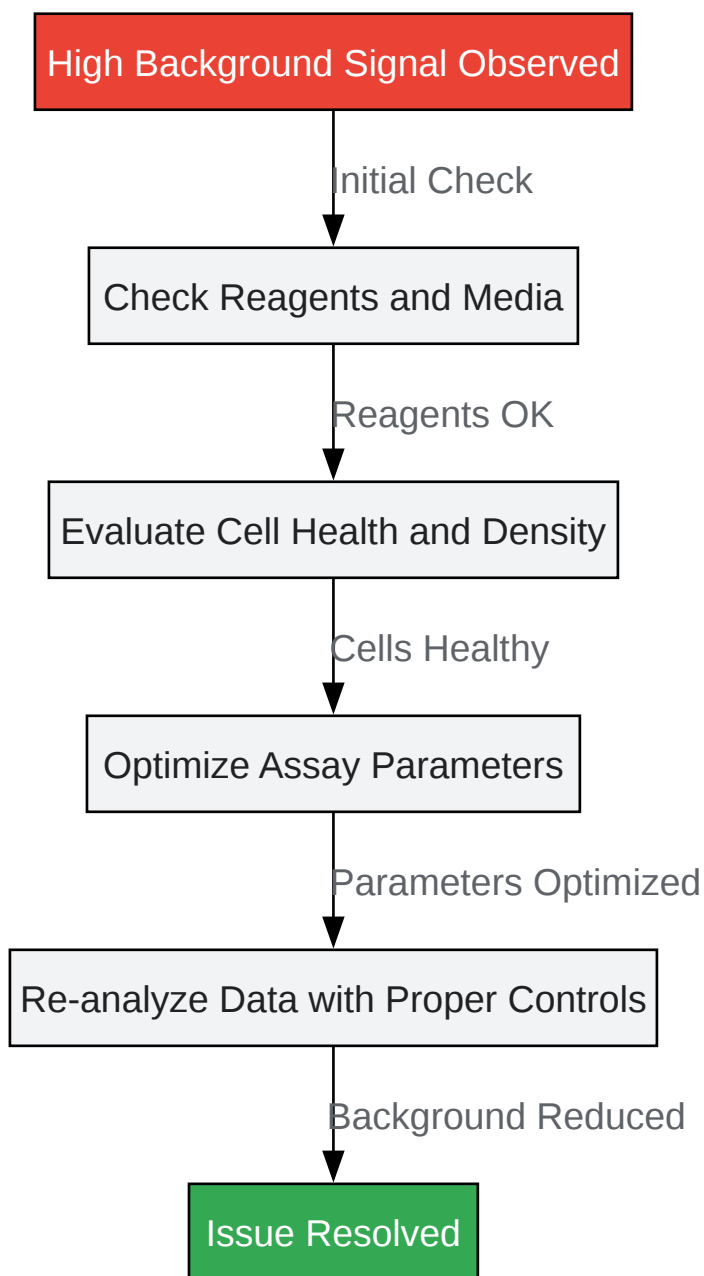 High Background Signal Observed
Initial Check
Check Reagents and Media
Reagents OK
Evaluate Cell Health and Density
Cells Healthy
Optimize Assay Parameters
Parameters Optimized
Re-analyze Data with Proper Controls
Background Reduced
Issue Resolved